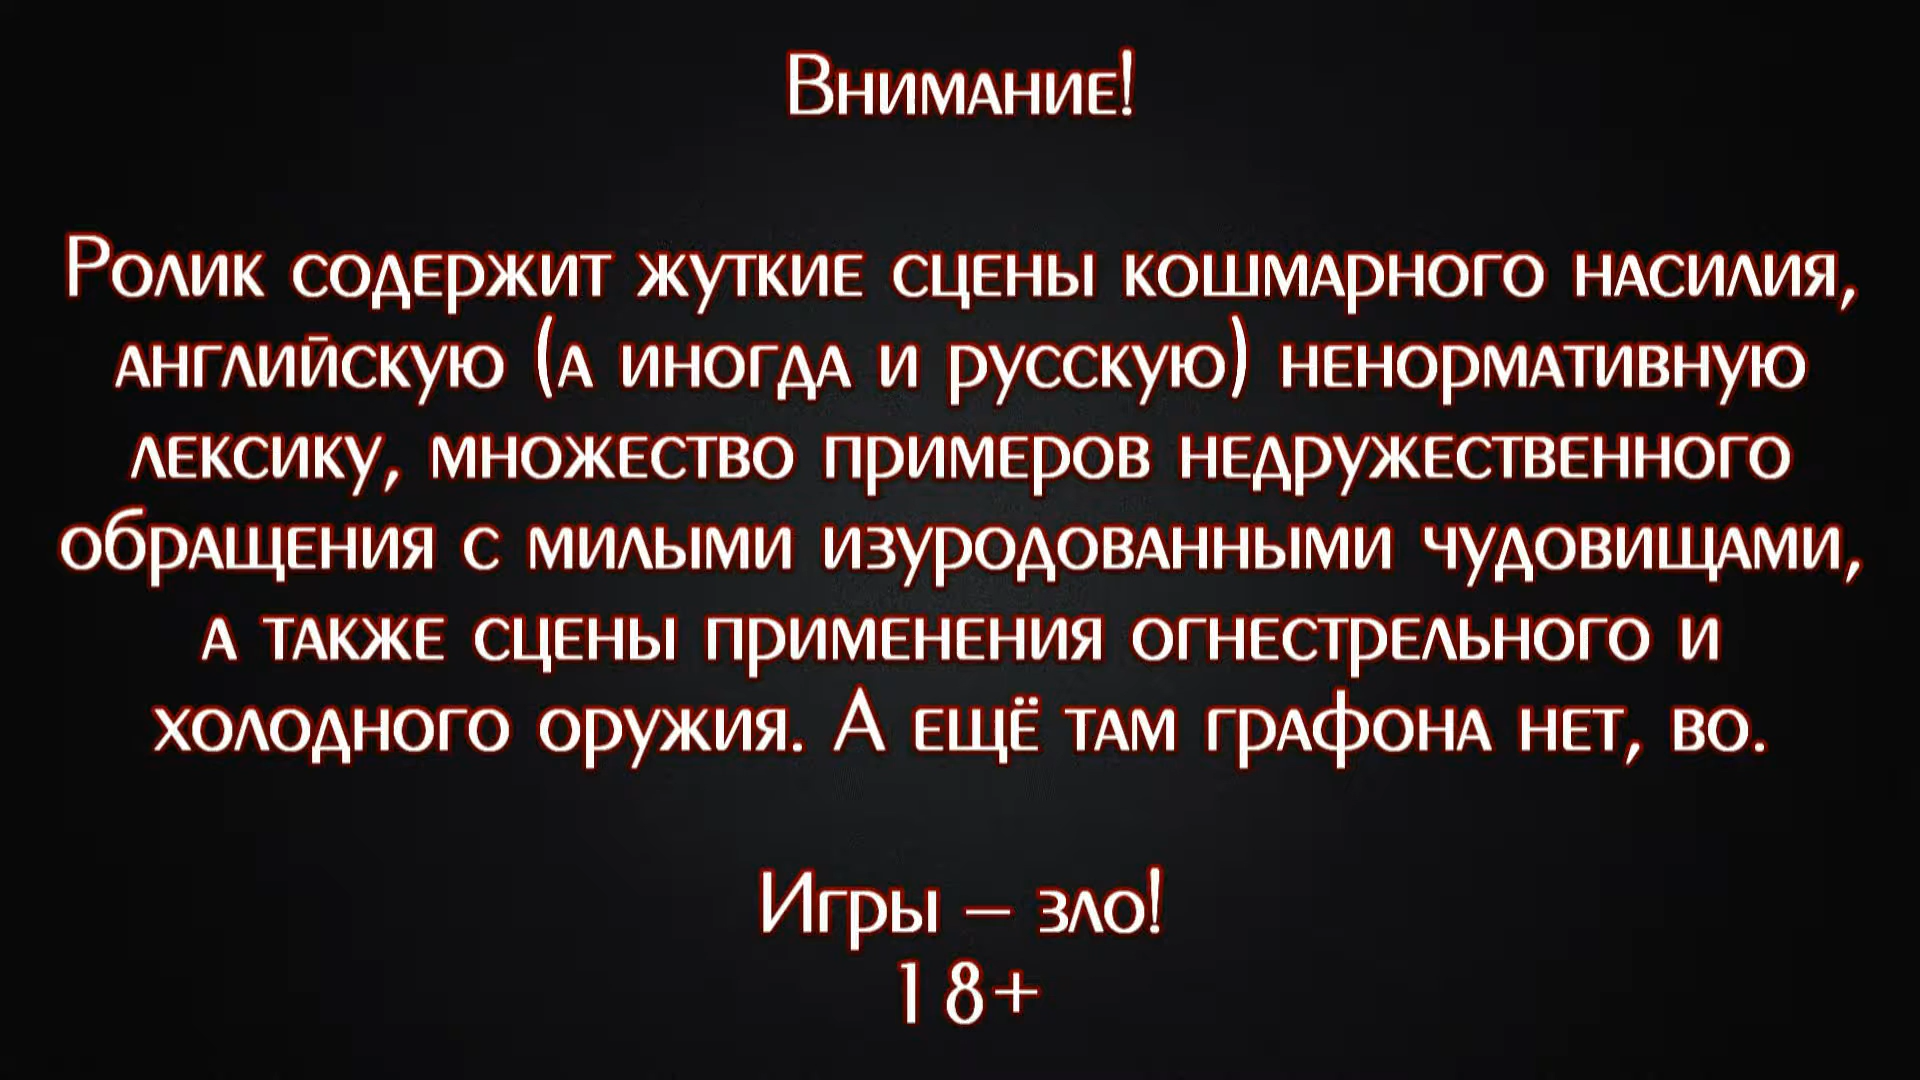 Внимание!
Ролик содержит жуткие сцены кошмарного насилия,
английскую (а иногда и русскую) ненормативную
лексику, множество примеров недружественного
обращения с милыми изуродованными чудовищами,
а также сцены применения огнестрельного и
холодного оружия. А ещё там графона нет, во.
Игры – зло!
18+